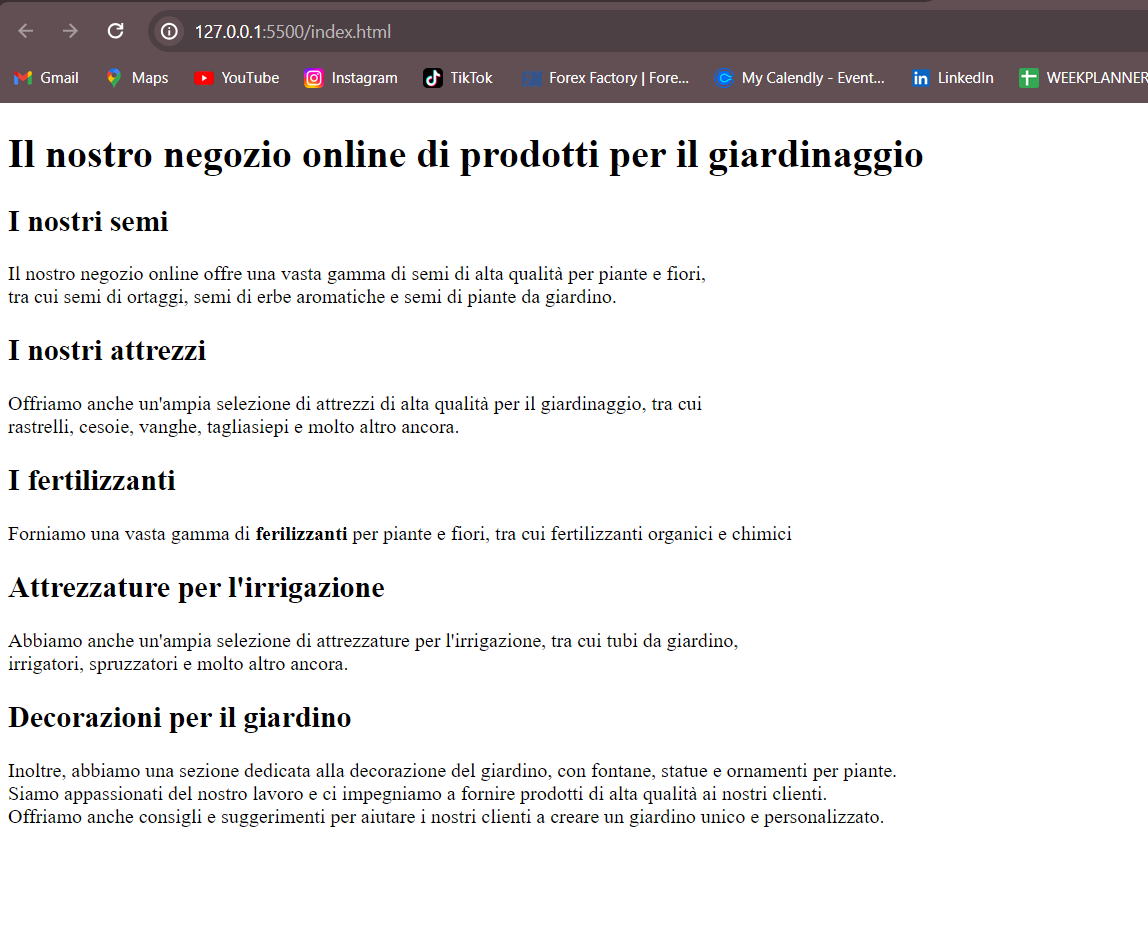 127.0.0.1:5500/index.html
Gmail Maps YouTube Instagram TikTok Forex Factory | Fore... My Calendly - Event... LinkedIn WEEKPLANNER
Il nostro negozio online di prodotti per il giardinaggio
I nostri semi
Il nostro negozio online offre una vasta gamma di semi di alta qualità per piante e fiori,
tra cui semi di ortaggi, semi di erbe aromatiche e semi di piante da giardino.
I nostri attrezzi
Offriamo anche un'ampia selezione di attrezzi di alta qualità per il giardinaggio, tra cui
rastrelli, cesoie, vanghe, tagliasiepi e molto altro ancora.
I fertilizzanti
Forniamo una vasta gamma di ferilizzanti per piante e fiori, tra cui fertilizzanti organici e chimici
Attrezzature per l'irrigazione
Abbiamo anche un'ampia selezione di attrezzature per l'irrigazione, tra cui tubi da giardino,
irrigatori, spruzzatori e molto altro ancora.
Decorazioni per il giardino
Inoltre, abbiamo una sezione dedicata alla decorazione del giardino, con fontane, statue e ornamenti per piante.
Siamo appassionati del nostro lavoro e ci impegniamo a fornire prodotti di alta qualità ai nostri clienti.
Offriamo anche consigli e suggerimenti per aiutare i nostri clienti a creare un giardino unico e personalizzato.